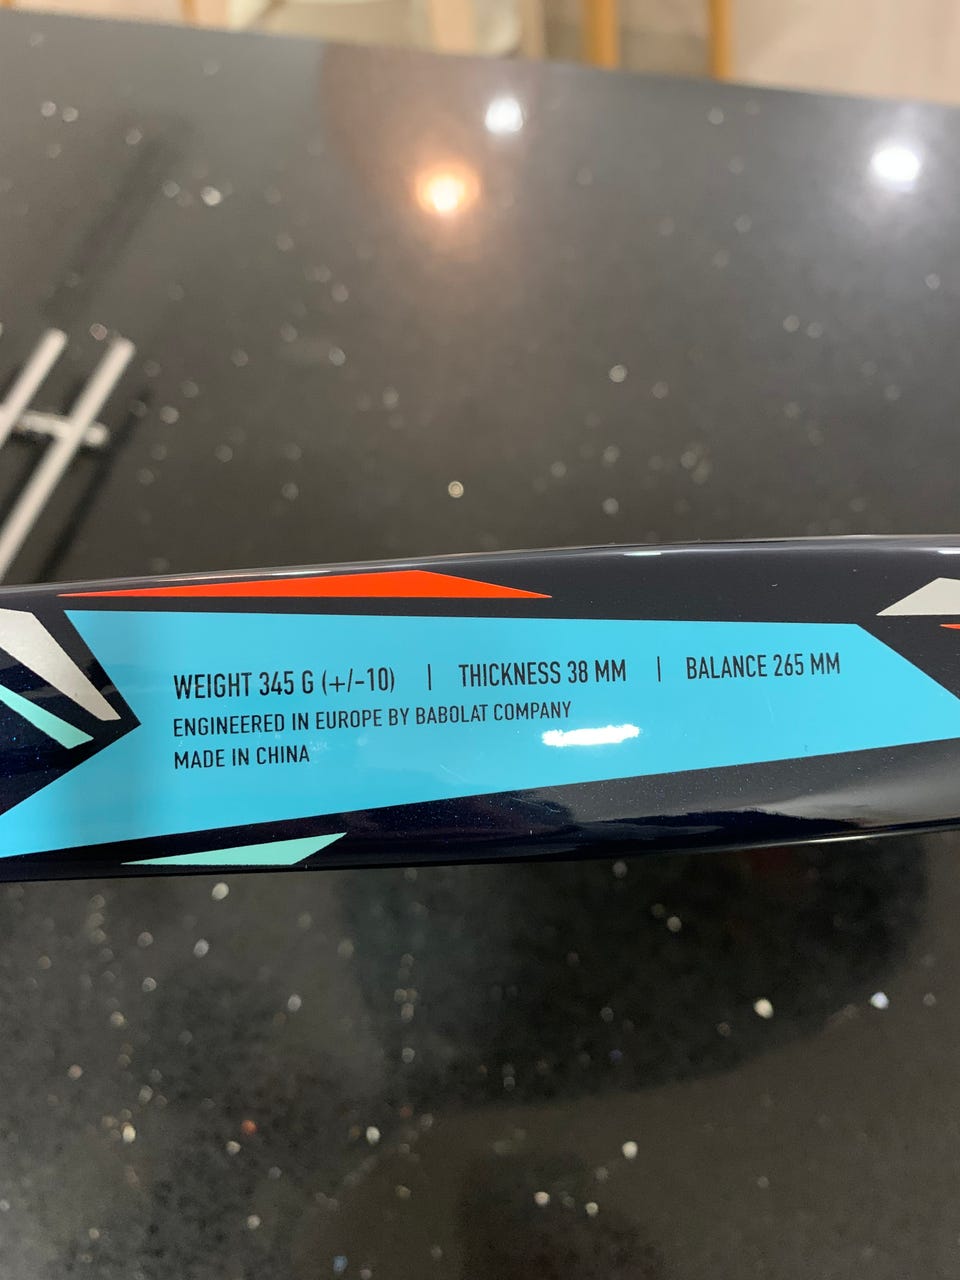 WEIGHT 345 G (+/-10) | THICKNESS 38 MM | BALANCE 265 MM
ENGINEERED IN EUROPE BY BABOLAT COMPANY
MADE IN CHINA